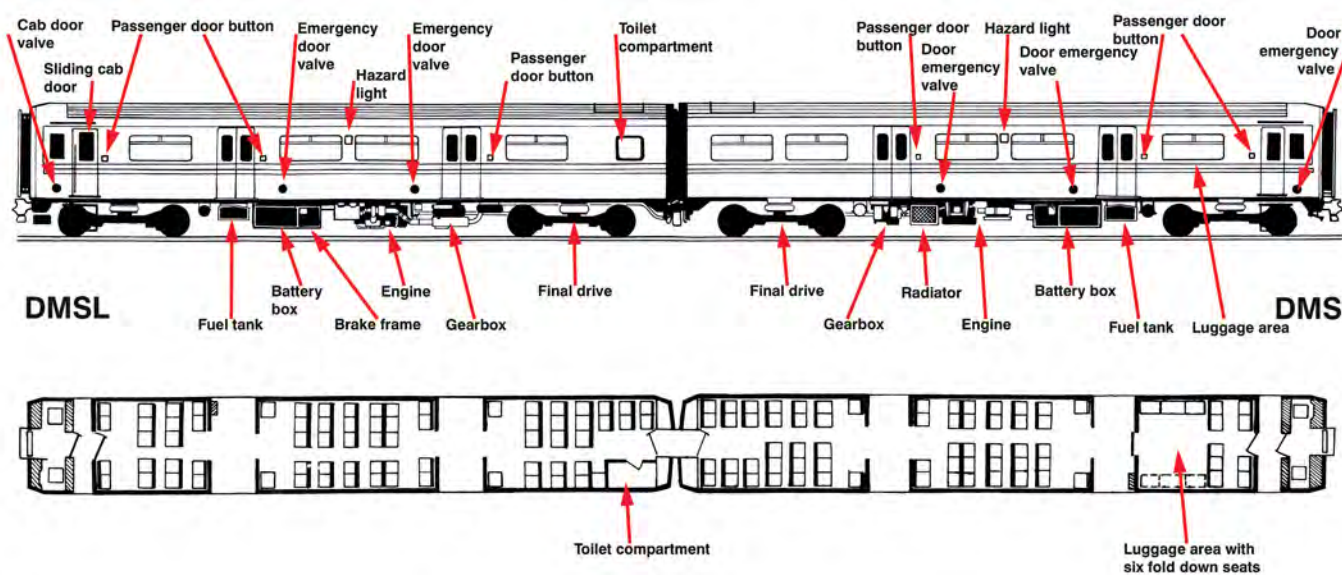 Cab door
valve
Passenger door button
Emergency
door
valve
Emergency
door
valve
Toilet
compartment
Passenger door
button
Hazard light
Passenger door
button
Door
emergency
valve
Sliding cab
door
Hazard
light
Passenger
door button
Door
emergency
valve
Door emergency
valve
DMSL
Fuel tank
Battery
box
Brake frame
Engine
Gearbox
Final drive
Final drive
Gearbox
Radiator
Engine
Battery box
Fuel tank
Luggage area
DMS
Toilet compartment
Luggage area with
six fold down seats